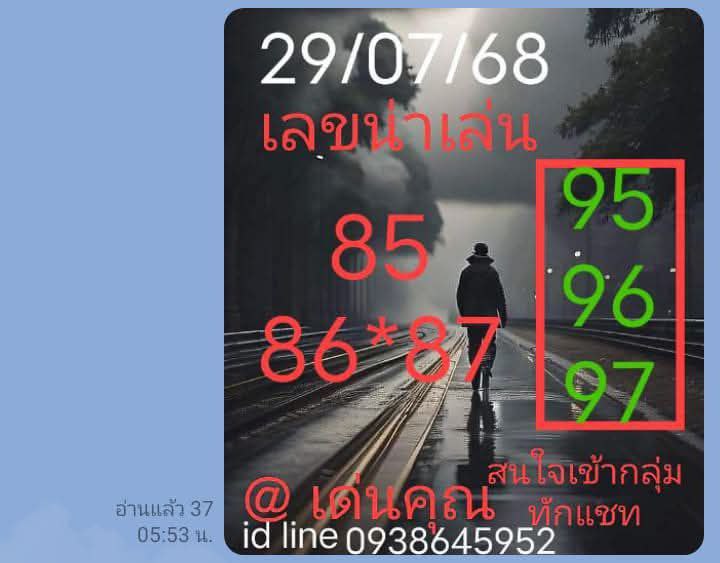 29/07/68
เลขน่าเล่น
85
86*87
95
96
97
สนใจเข้ากลุ่ม
ทักแชท
@ เด่นคุณ
id line 0938645952
อ่านแล้ว 37
05:53 น.